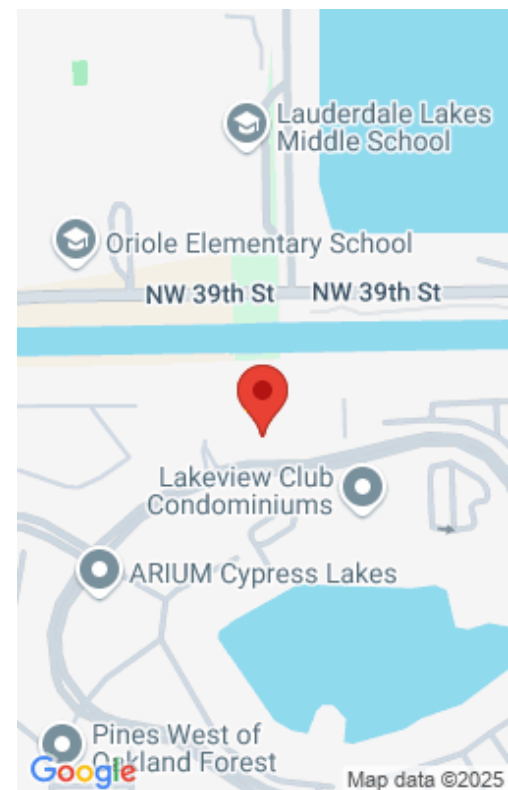 Lauderdale Lakes
Middle School
Oriole Elementary School
NW 39th St
NW 39th St
Lakeview Club
Condominiums
ARIUM Cypress Lakes
Pines West of
Oakland Forest
Google
Map data ©2025